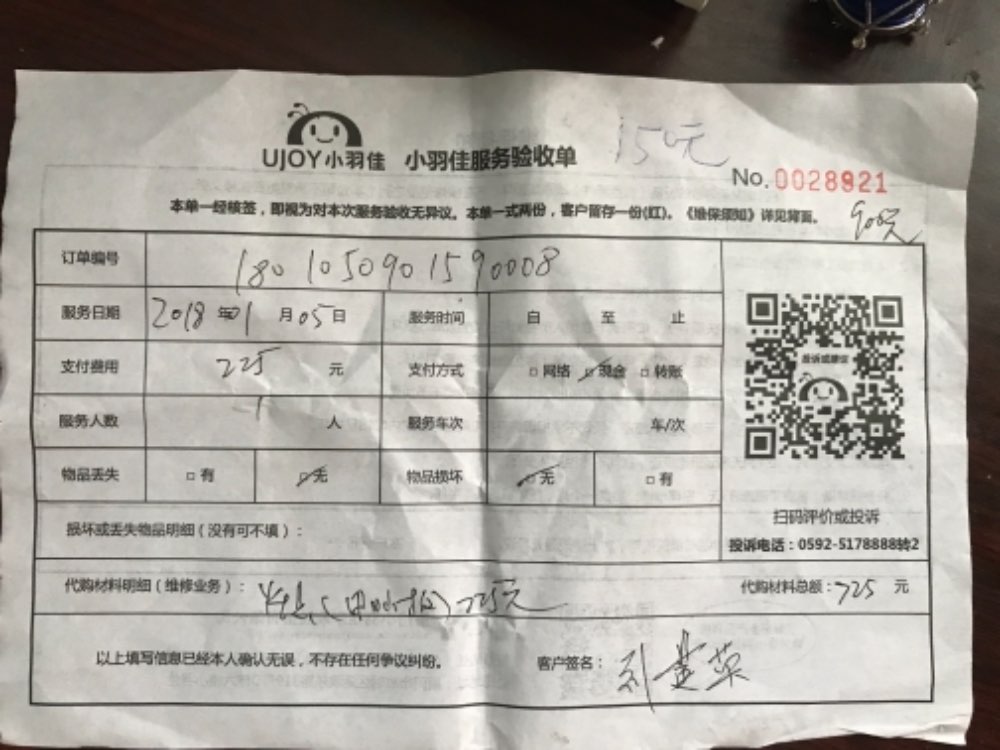 UJOY小羽佳 小羽佳服务验收单 150元
No.0028921
本单一经核签，即视为对本次服务验收无异议。本单一式两份，客户留存一份(红)。《维保须知》详见背面。 900元
订单编号 1801050901590008
服务日期 2018年01月05日 服务时间 自 至 止
支付费用 225 元 支付方式 □网络 ☑现金 □转账
投诉或建议
服务人数 1 人 服务车次 车/次
物品丢失 □有 ☑无 物品损坏 ☑无 □有
扫码评价或投诉
损坏或丢失物品明细（没有可不填）：
投诉电话：0592-5178888转2
代购材料明细（维修业务）： 725元 代购材料总额：725 元
以上填写信息已经本人确认无误，不存在任何争议纠纷。 客户签名：刘 英